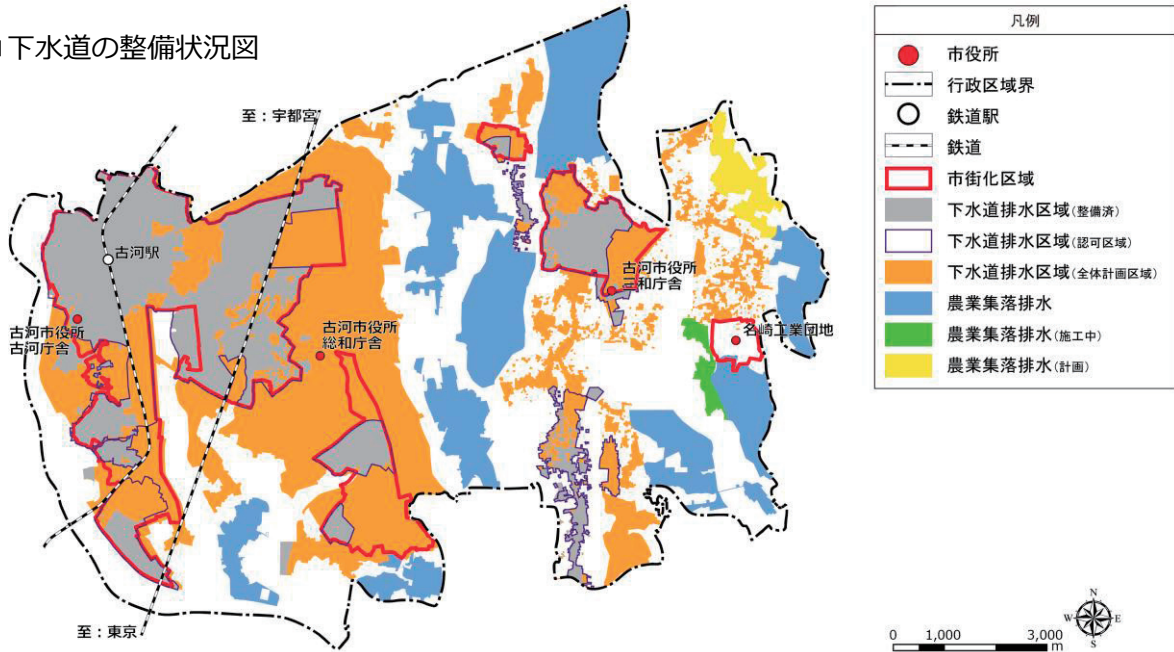 下水道の整備状況図
至：宇都宮
古河駅
古河市役所
古河庁舎
古河市役所
総和庁舎
古河市役所
三和庁舎
名崎工業団地
至：東京
凡例
市役所
行政区域界
鉄道駅
鉄道
市街化区域
下水道排水区域(整備済)
下水道排水区域(認可区域)
下水道排水区域(全体計画区域)
農業集落排水
農業集落排水(施工中)
農業集落排水(計画)
N
W E
S
0 1,000 3,000
m